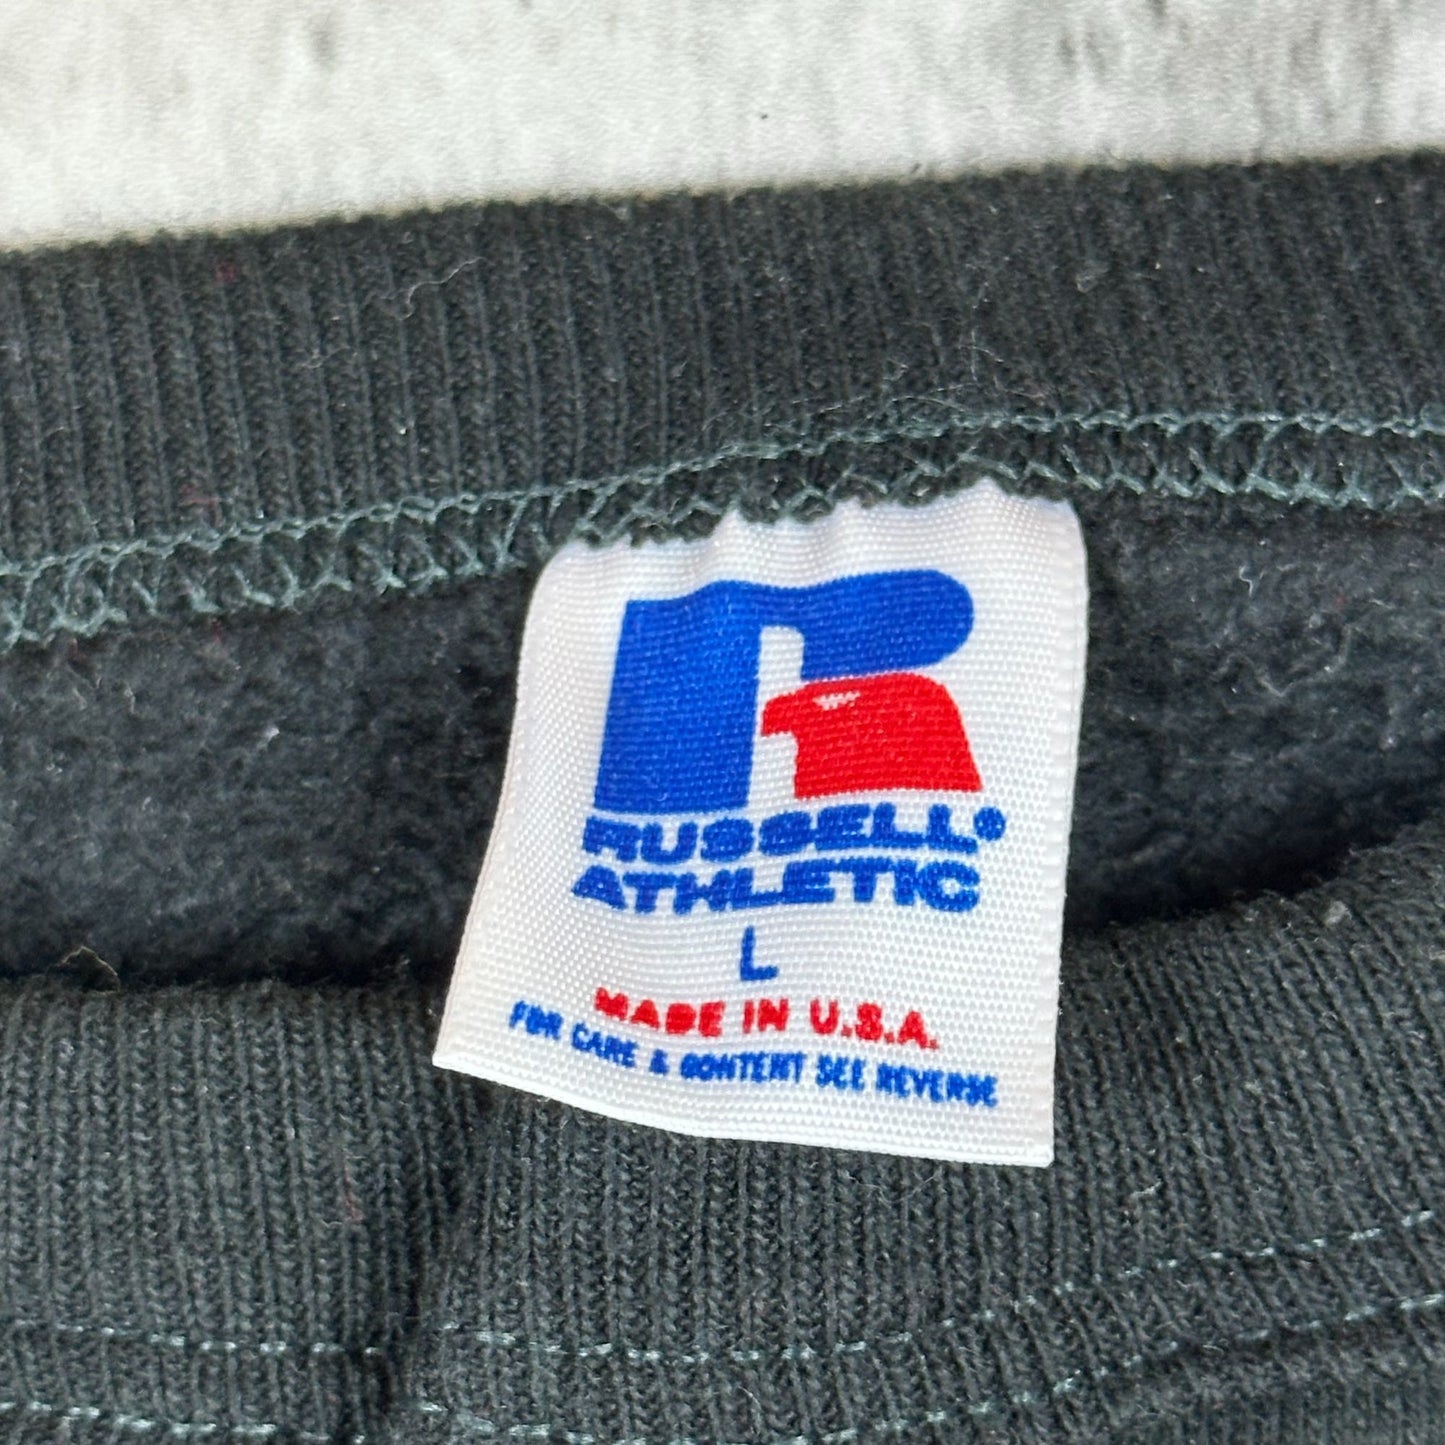 RUSSELL®
ATHLETIC
L
MADE IN U.S.A.
FOR CARE & CONTENT SEE REVERSE